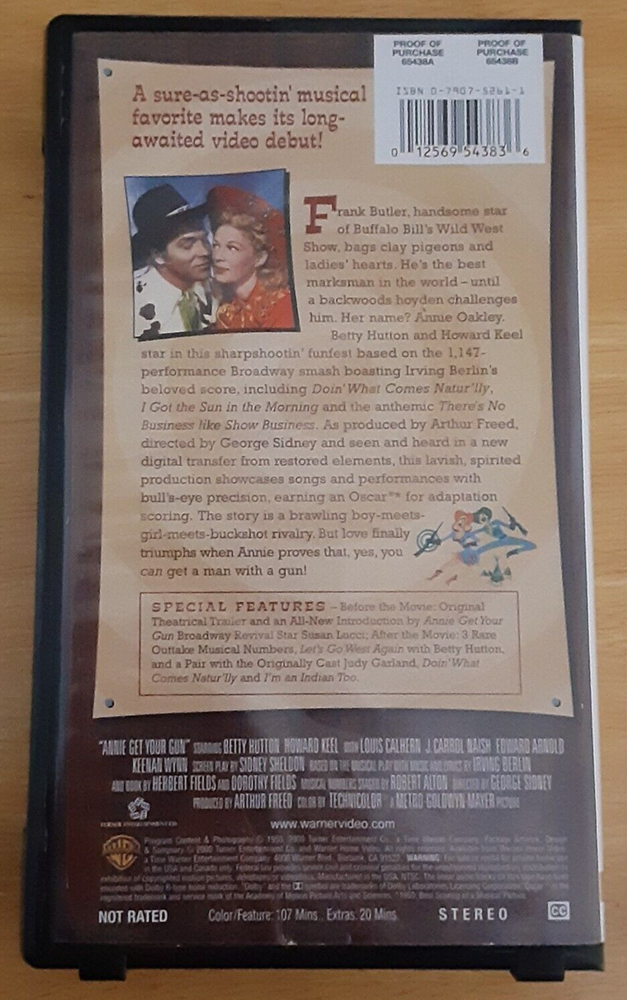 PROOF OF PURCHASE 65438A
PROOF OF PURCHASE 65438B
ISBN 0-7907-5261-1
0 12569 54383 6
A sure-as-shootin' musical
favorite makes its long-
awaited video debut!
Frank Butler, handsome star
of Buffalo Bill's Wild West
Show, bags clay pigeons and
ladies' hearts. He's the best
marksman in the world – until
a backwoods hoyden challenges
him. Her name? Annie Oakley.
Betty Hutton and Howard Keel
star in this sharpshootin' funfest based on the 1,147-
performance Broadway smash boasting Irving Berlin's
beloved score, including Doin' What Comes Natur'lly,
I Got the Sun in the Morning and the anthemic There's No
Business like Show Business. As produced by Arthur Freed,
directed by George Sidney and seen and heard in a new
digital transfer from restored elements, this lavish, spirited
production showcases songs and performances with
bull's-eye precision, earning an Oscar®* for adaptation
scoring. The story is a brawling boy-meets-
girl-meets-buckshot rivalry. But love finally
triumphs when Annie proves that, yes, you
can get a man with a gun!
SPECIAL FEATURES – Before the Movie: Original
Theatrical Trailer and an All-New Introduction by Annie Get Your
Gun Broadway Revival Star Susan Lucci; After the Movie: 3 Rare
Outtake Musical Numbers, Let's Go West Again with Betty Hutton,
and a Pair with the Originally Cast Judy Garland, Doin' What
Comes Natur'lly and I'm an Indian Too.
"ANNIE GET YOUR GUN" STARRING BETTY HUTTON HOWARD KEEL WITH LOUIS CALHERN J. CARROL NAISH EDWARD ARNOLD
KEENAN WYNN SCREEN PLAY BY SIDNEY SHELDON BASED ON THE MUSICAL PLAY WITH MUSIC AND LYRICS BY IRVING BERLIN
AND BOOK BY HERBERT FIELDS AND DOROTHY FIELDS MUSICAL NUMBERS STAGED BY ROBERT ALTON DIRECTED BY GEORGE SIDNEY
PRODUCED BY ARTHUR FREED COLOR BY TECHNICOLOR A METRO GOLDWYN MAYER PICTURE
www.warnervideo.com
NOT RATED Color/Feature: 107 Mins. Extras: 20 Mins. STEREO CC